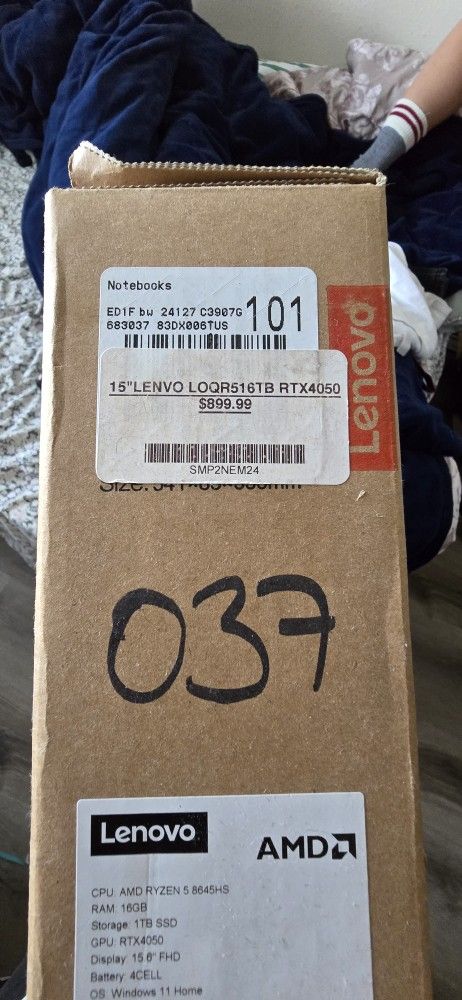 Notebooks
ED1F bw 24127 C3907G 101
683037 83DX006TUS
Lenovo
15"LENVO LOQR516TB RTX4050
$899.99
SMP2NEM24
037
Lenovo
AMD
CPU: AMD RYZEN 5 8645HS
RAM: 16GB
Storage: 1TB SSD
GPU: RTX4050
Display: 15.6" FHD
Battery: 4CELL
OS: Windows 11 Home